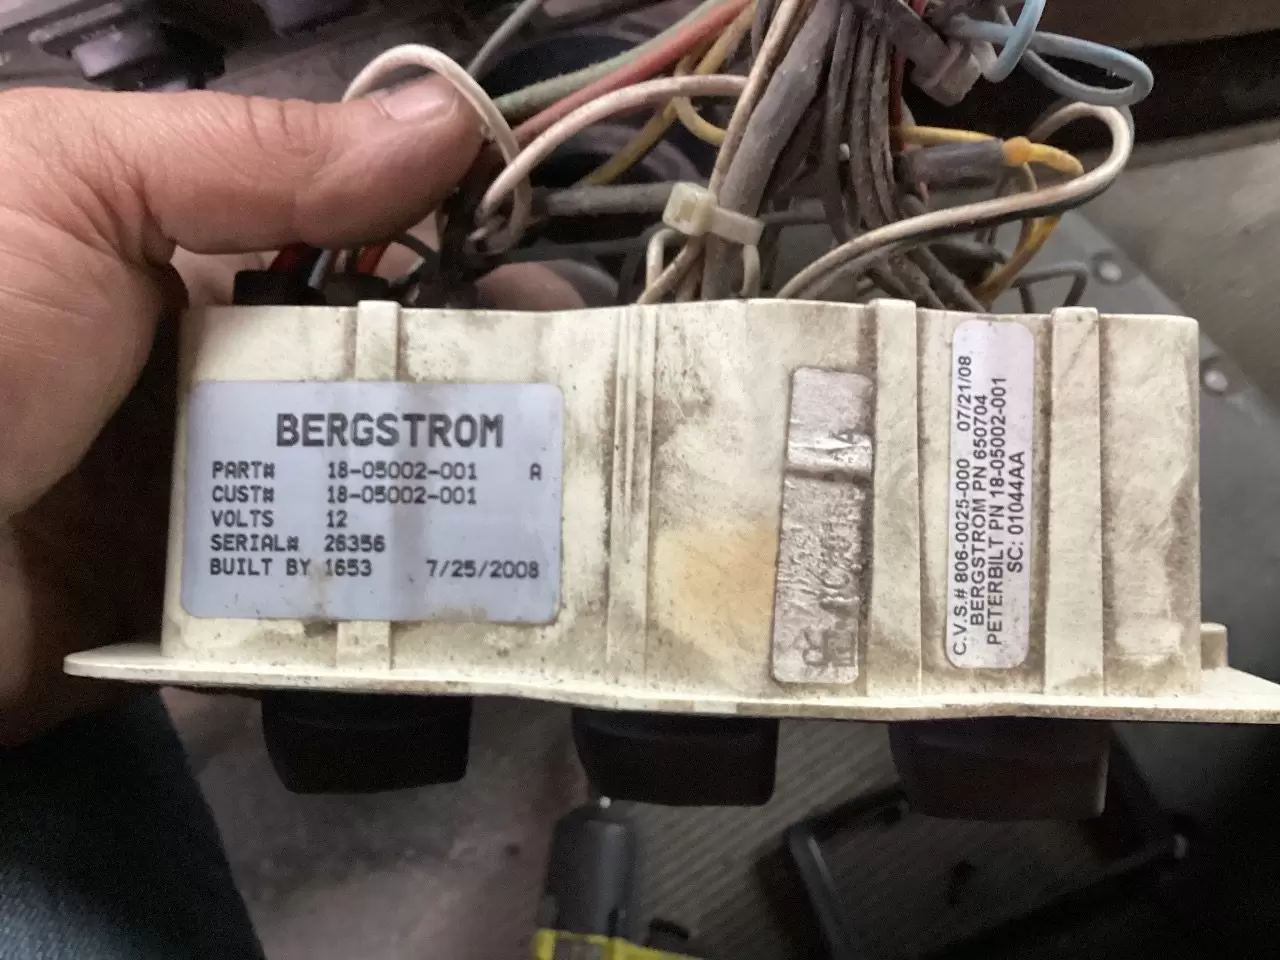 BERGSTROM
PART# 18-05002-001 A
CUST# 18-05002-001
VOLTS 12
SERIAL# 26356
BUILT BY 1653 7/25/2008
C.V.S.# 806-0025-000 07/21/08
BERGSTROM PN 650704
PETERBILT PN 18-05002-001
SC: 01044AA